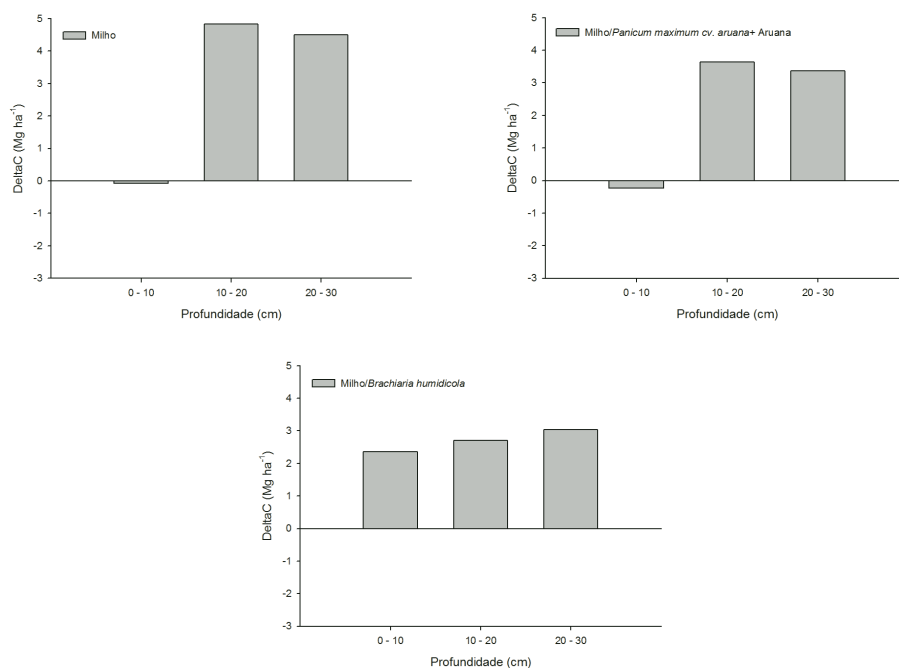 Milho
5
4
3
2
1
0
-1
-2
-3
DeltaC (Mg ha⁻¹)
0 - 10 10 - 20 20 - 30
Profundidade (cm)
Milho/Panicum maximum cv. aruana+ Aruana
5
4
3
2
1
0
-1
-2
-3
DeltaC (Mg ha⁻¹)
0 - 10 10 - 20 20 - 30
Profundidade (cm)
Milho/Brachiaria humidicola
5
4
3
2
1
0
-1
-2
-3
DeltaC (Mg ha⁻¹)
0 - 10 10 - 20 20 - 30
Profundidade (cm)